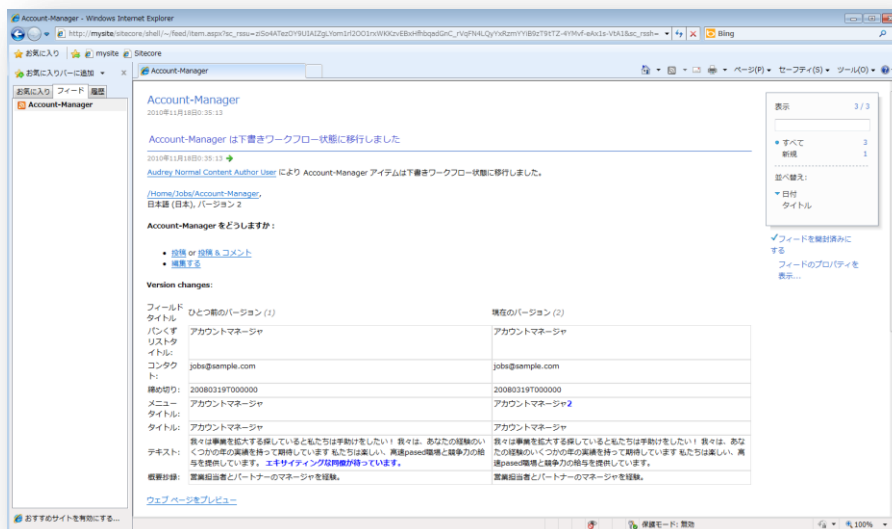 Account-Manager - Windows Internet Explorer
Bing
お気に入り mysite Sitecore
お気に入りバーに追加
Account-Manager
ページ(P) セーフティ(S) ツール(O)
お気に入り フィード 履歴
Account-Manager
Account-Manager
2010年11月18日0:35:13
Account-Manager は下書きワークフロー状態に移行しました
2010年11月18日0:35:13
Audrey Normal Content Author User により Account-Manager アイテムは下書きワークフロー状態に移行しました。
/Home/Jobs/Account-Manager,
日本語 (日本), バージョン 2
Account-Manager をどうしますか :
投稿 or 投稿 & コメント
編集する
Version changes:
フィールド
タイトル ひとつ前のバージョン (1) 現在のバージョン (2)
パンくず
リストタ
イトル: アカウントマネージャ アカウントマネージャ
コンタク
ト: jobs@sample.com jobs@sample.com
締め切り: 20080319T000000 20080319T000000
メニュー
タイトル: アカウントマネージャ アカウントマネージャ2
タイトル: アカウントマネージャ アカウントマネージャ
テキスト:
我々は事業を拡大する探していると私たちは手助けをしたい! 我々は、あなたの経験のい
くつかの年の実績を持って期待しています 私たちは楽しい、高速pased職場と競争力の給
与を提供しています。 エキサイティングな同僚が待っています。
我々は事業を拡大する探していると私たちは手助けをしたい! 我々は、あな
たの経験のいくつかの年の実績を持って期待しています 私たちは楽しい、高
速pased職場と競争力の給与を提供しています。
概要抄録: 営業担当者とパートナーのマネージャを経験。 営業担当者とパートナーのマネージャを経験。
ウェブ ページをプレビュー
表示 3 / 3
すべて 3
新規 1
並べ替え:
日付
タイトル
フィードを開封済みに
する
フィードのプロパティを
表示...
おすすめサイトを有効にする...
保護モード: 無効
100%